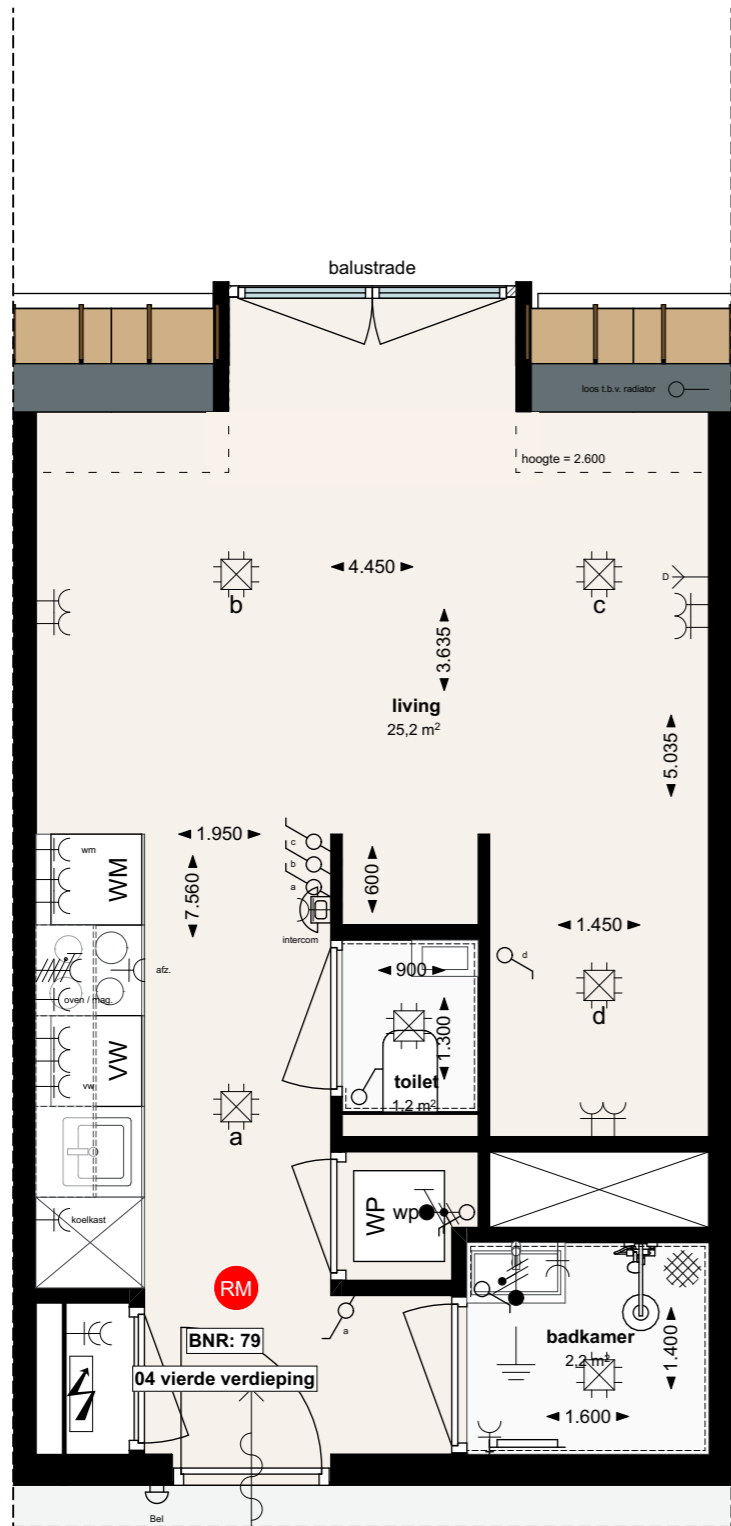 balustrade
loos t.b.v. radiator
hoogte = 2.600
4.450
b
c
D
3.635
living
25,2 m²
5.035
1.950
7.560
c
b
a
intercom
600
1.450
wm
WM
afz.
oven / mag.
VW
vw
900
1.300
toilet
1,2 m²
d
d
a
koelkast
WP
wp
RM
a
BNR: 79
04 vierde verdieping
badkamer
2,2 m²
1.400
1.600
Bel